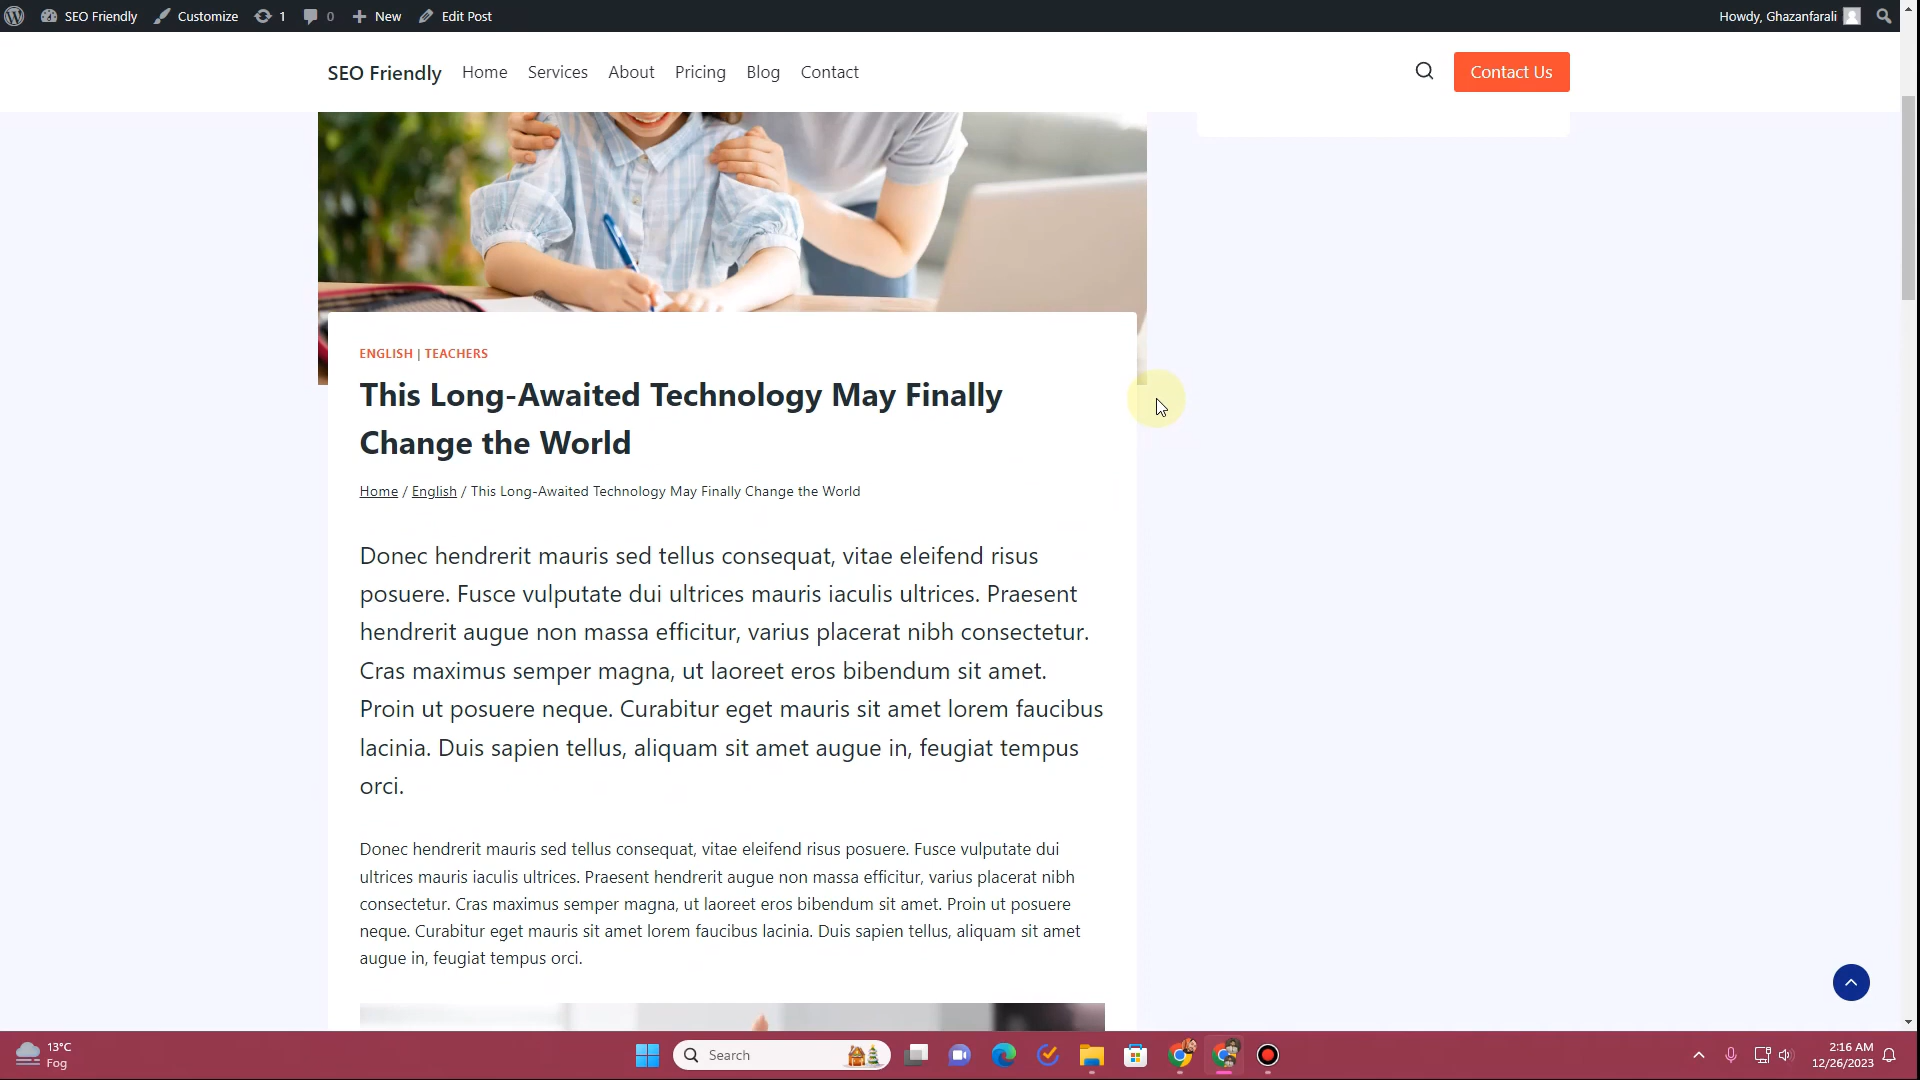 SEO Friendly Customize 1 0 New Edit Post Howdy, Ghazanfarali
SEO Friendly Home Services About Pricing Blog Contact Contact Us
ENGLISH | TEACHERS
This Long-Awaited Technology May Finally
Change the World
Home / English / This Long-Awaited Technology May Finally Change the World
Donec hendrerit mauris sed tellus consequat, vitae eleifend risus
posuere. Fusce vulputate dui ultrices mauris iaculis ultrices. Praesent
hendrerit augue non massa efficitur, varius placerat nibh consectetur.
Cras maximus semper magna, ut laoreet eros bibendum sit amet.
Proin ut posuere neque. Curabitur eget mauris sit amet lorem faucibus
lacinia. Duis sapien tellus, aliquam sit amet augue in, feugiat tempus
orci.
Donec hendrerit mauris sed tellus consequat, vitae eleifend risus posuere. Fusce vulputate dui
ultrices mauris iaculis ultrices. Praesent hendrerit augue non massa efficitur, varius placerat nibh
consectetur. Cras maximus semper magna, ut laoreet eros bibendum sit amet. Proin ut posuere
neque. Curabitur eget mauris sit amet lorem faucibus lacinia. Duis sapien tellus, aliquam sit amet
augue in, feugiat tempus orci.
13°C
Fog
Search
2:16 AM
12/26/2023